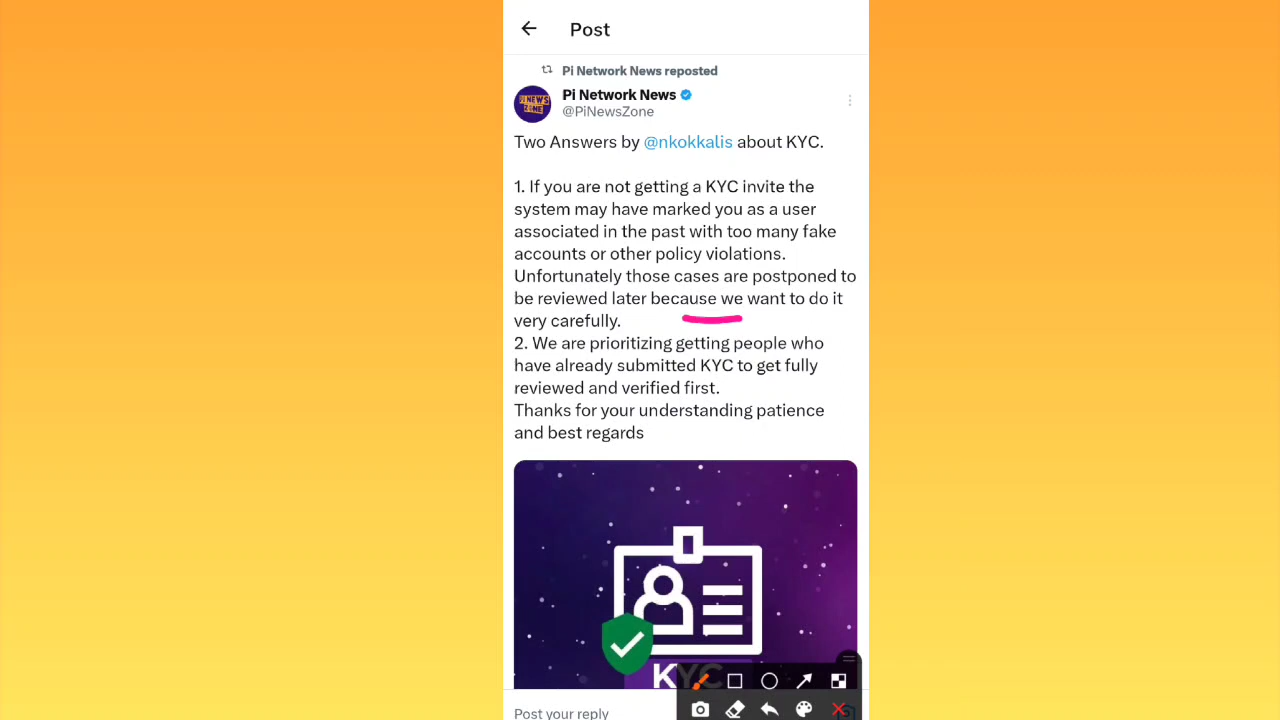 Post
Pi Network News reposted
PI NEWS
ZONE
Pi Network News
@PiNewsZone
Two Answers by @nkokkalis about KYC.
1. If you are not getting a KYC invite the
system may have marked you as a user
associated in the past with too many fake
accounts or other policy violations.
Unfortunately those cases are postponed to
be reviewed later because we want to do it
very carefully.
2. We are prioritizing getting people who
have already submitted KYC to get fully
reviewed and verified first.
Thanks for your understanding patience
and best regards
KYC
Post your reply